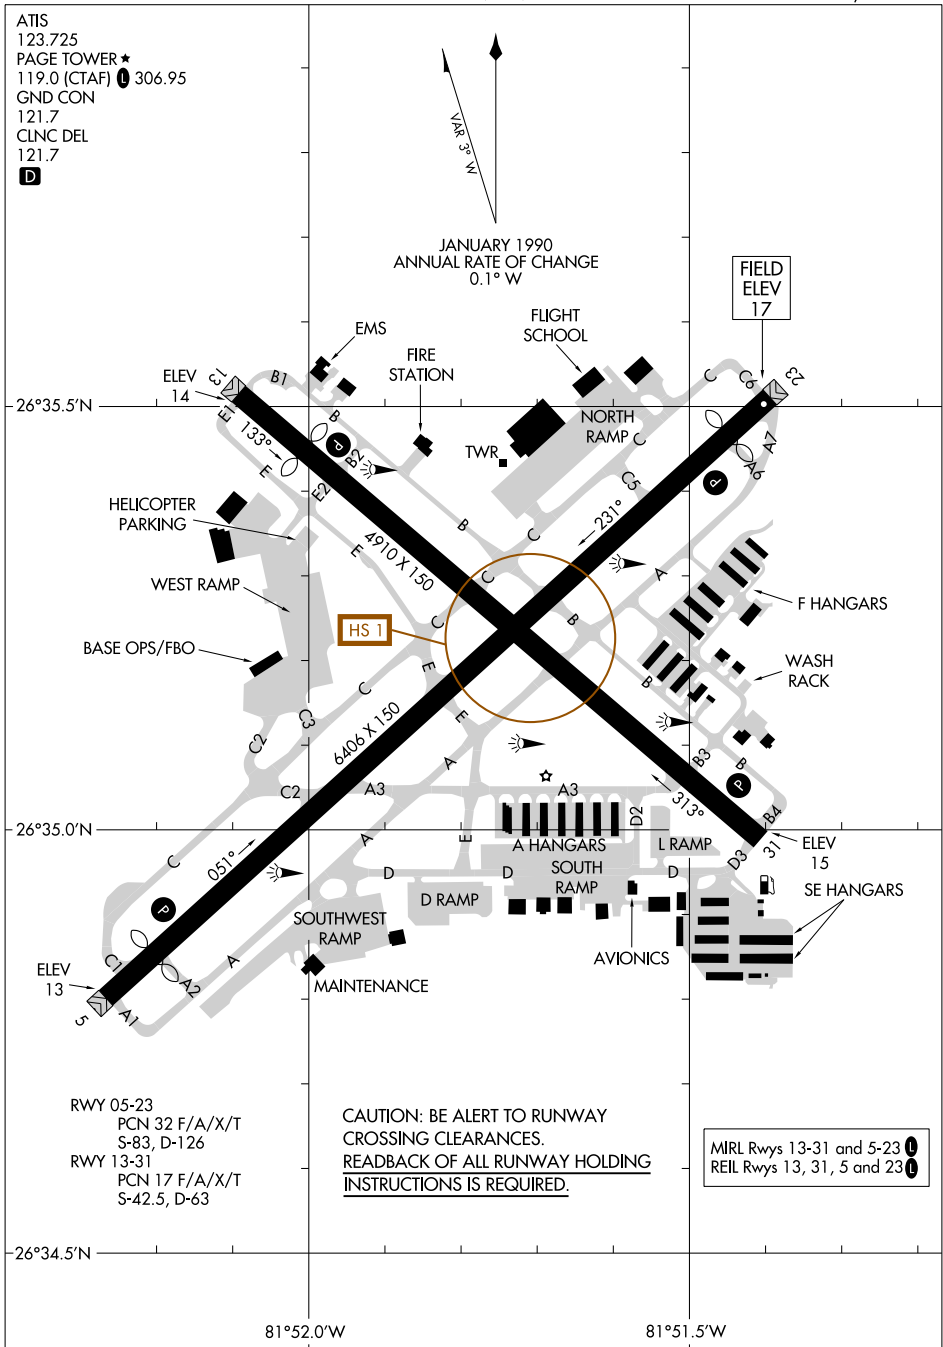 ATIS
123.725
PAGE TOWER ★
119.0 (CTAF) L 306.95
GND CON
121.7
CLNC DEL
121.7
D
VAR 3° W
JANUARY 1990
ANNUAL RATE OF CHANGE
0.1° W
FIELD
ELEV
17
EMS
FLIGHT
SCHOOL
FIRE
STATION
ELEV
14
13
B1
C
C6
23
26°35.5'N
E1
133°
B
P
NORTH
RAMP
C
A7
TWR
B2
E
E2
C5
A6
P
HELICOPTER
PARKING
231°
B
C
4910 X 150
E
C
A
WEST RAMP
F HANGARS
HS 1
C
B
BASE OPS/FBO
E
WASH
RACK
C
B
C3
E
6406 X 150
C2
B3
B
A
C2
A3
A3
P
313°
D2
B4
26°35.0'N
A
E
A HANGARS
L RAMP
31
ELEV
15
D3
C
051°
D
D
SOUTH
RAMP
D
SE HANGARS
D RAMP
P
SOUTHWEST
RAMP
AVIONICS
ELEV
13
C1
A
A2
MAINTENANCE
5
A1
RWY 05-23
PCN 32 F/A/X/T
S-83, D-126
RWY 13-31
PCN 17 F/A/X/T
S-42.5, D-63
CAUTION: BE ALERT TO RUNWAY
CROSSING CLEARANCES.
READBACK OF ALL RUNWAY HOLDING
INSTRUCTIONS IS REQUIRED.
MIRL Rwys 13-31 and 5-23 L
REIL Rwys 13, 31, 5 and 23 L
26°34.5'N
81°52.0'W
81°51.5'W